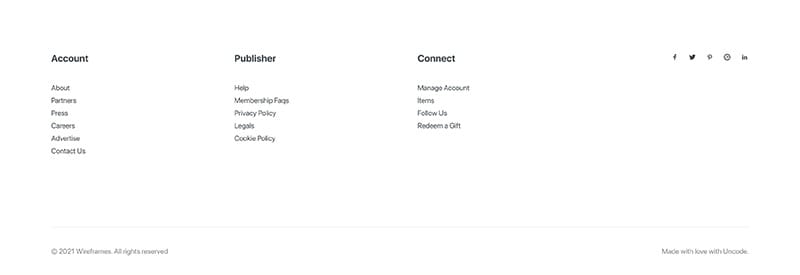 Account
About
Partners
Press
Careers
Advertise
Contact Us
Publisher
Help
Membership Faqs
Privacy Policy
Legals
Cookie Policy
Connect
Manage Account
Items
Follow Us
Redeem a Gift
© 2021 Wireframes. All rights reserved
Made with love with Uncode.